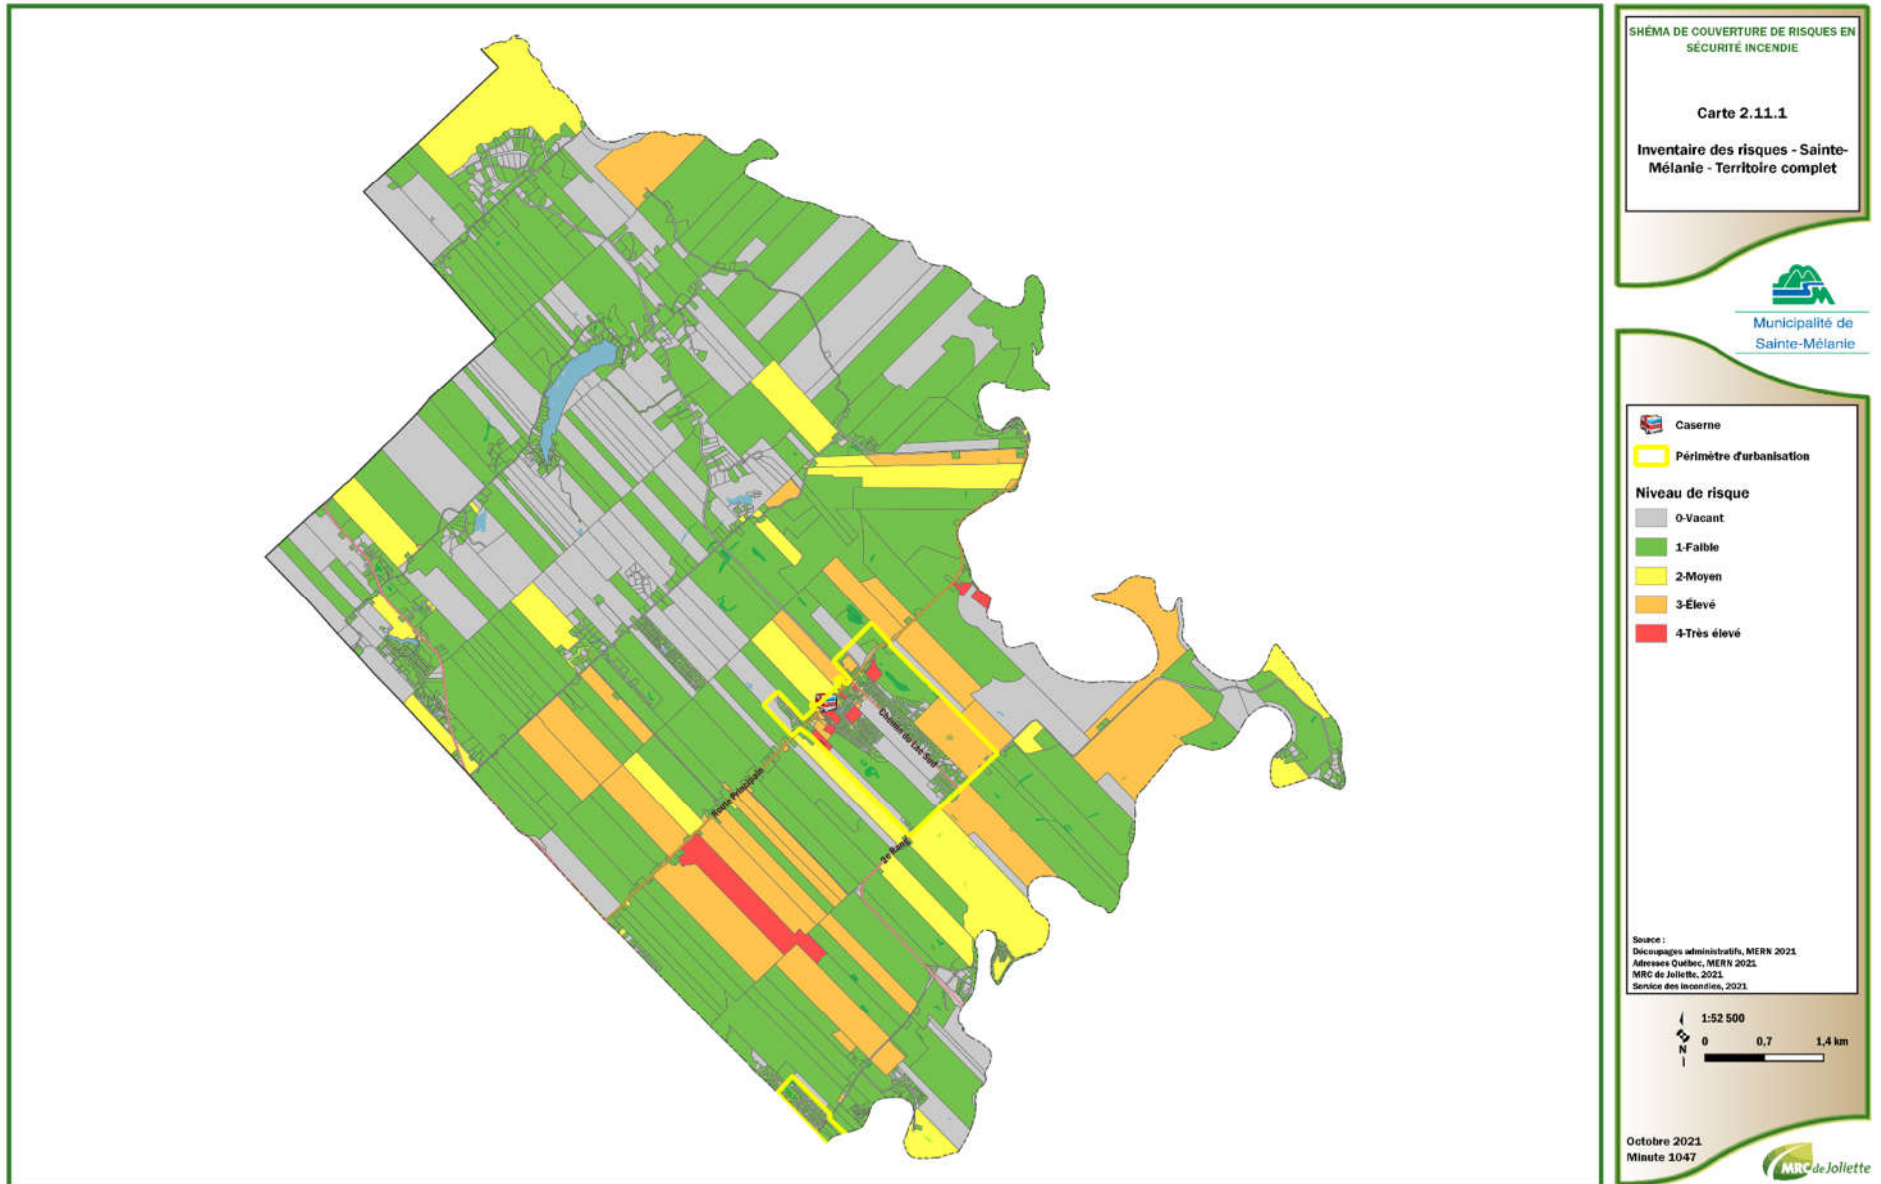 SHÉMA DE COUVERTURE DE RISQUES EN
SÉCURITÉ INCENDIE
Carte 2.11.1
Inventaire des risques - Sainte-
Mélanie - Territoire complet
Municipalité de
Sainte-Mélanie
Caserne
Périmètre d'urbanisation
Niveau de risque
0-Vacant
1-Faible
2-Moyen
3-Élevé
4-Très élevé
Source :
Découpages administratifs, MERN 2021
Adresses Québec, MERN 2021
MRC de Joliette, 2021
Service des incendies, 2021
1:52 500
0 0,7 1,4 km
N
Octobre 2021
Minute 1047
MRC de Joliette
Chemin du Lac Sud
Route Principale
2e Rang